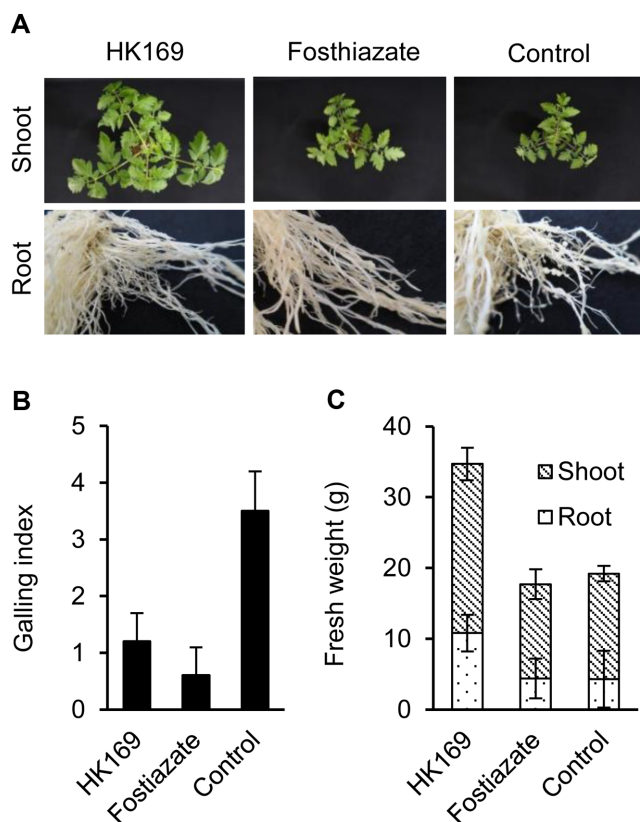 A
HK169 Fosthiazate Control
Shoot
Root
B
Galling index
5
4
3
2
1
0
HK169 Fostiazate Control
C
Fresh weight (g)
40
30
20
10
0
Shoot
Root
HK169 Fostiazate Control